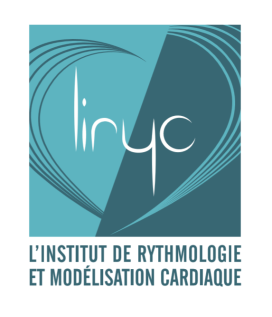 liryc
L'INSTITUT DE RYTHMOLOGIE
ET MODÉLISATION CARDIAQUE